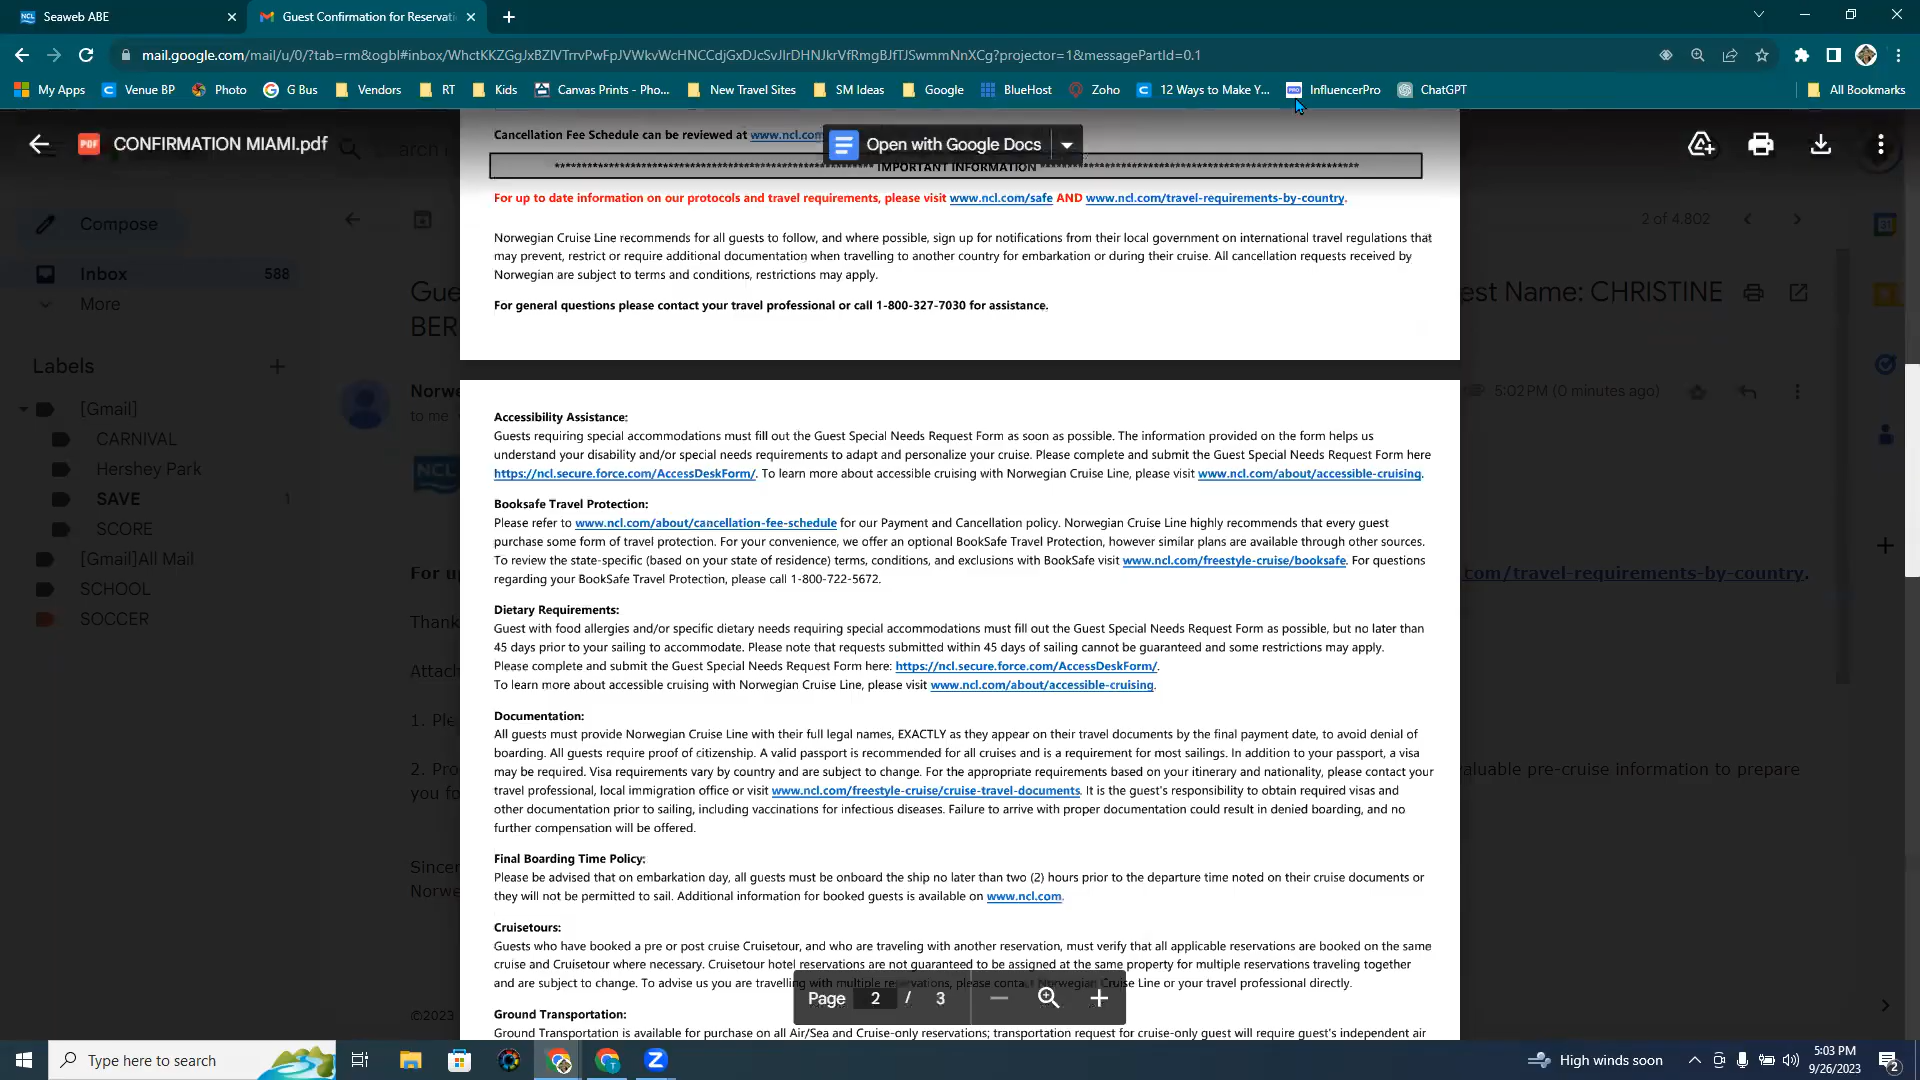 Seaweb ABE
Guest Confirmation for Reservati
mail.google.com/mail/u/0/?tab=rm&ogbl#inbox/WhctKKZGgJxBZlVTrrvPwFpJVWkvWcHNCCdjGxDJcSvJlrDHNJkrVfRmgBJfTJSwmmNnXCg?projector=1&messagePartId=0.1
My Apps
Venue BP
Photo
G Bus
Vendors
RT
Kids
Canvas Prints - Pho...
New Travel Sites
SM Ideas
Google
BlueHost
Zoho
12 Ways to Make Y...
InfluencerPro
ChatGPT
All Bookmarks
CONFIRMATION MIAMI.pdf
Open with Google Docs
Compose
Inbox 588
More
Labels
[Gmail]
CARNIVAL
Hershey Park
SAVE 1
SCORE
[Gmail]All Mail
SCHOOL
SOCCER
2 of 4,802
Gue
est Name: CHRISTINE
BER
Norwe
to me
5:02 PM (0 minutes ago)
NCL
For up
.com/travel-requirements-by-country.
Thank
Attach
1. Ple
2. Pro
valuable pre-cruise information to prepare
you fo
Sincer
Norwe
©2023
Cancellation Fee Schedule can be reviewed at www.ncl.com
IMPORTANT INFORMATION
For up to date information on our protocols and travel requirements, please visit www.ncl.com/safe AND www.ncl.com/travel-requirements-by-country.
Norwegian Cruise Line recommends for all guests to follow, and where possible, sign up for notifications from their local government on international travel regulations that
may prevent, restrict or require additional documentation when travelling to another country for embarkation or during their cruise. All cancellation requests received by
Norwegian are subject to terms and conditions, restrictions may apply.
For general questions please contact your travel professional or call 1-800-327-7030 for assistance.
Accessibility Assistance:
Guests requiring special accommodations must fill out the Guest Special Needs Request Form as soon as possible. The information provided on the form helps us
understand your disability and/or special needs requirements to adapt and personalize your cruise. Please complete and submit the Guest Special Needs Request Form here
https://ncl.secure.force.com/AccessDeskForm/. To learn more about accessible cruising with Norwegian Cruise Line, please visit www.ncl.com/about/accessible-cruising.
Booksafe Travel Protection:
Please refer to www.ncl.com/about/cancellation-fee-schedule for our Payment and Cancellation policy. Norwegian Cruise Line highly recommends that every guest
purchase some form of travel protection. For your convenience, we offer an optional BookSafe Travel Protection, however similar plans are available through other sources.
To review the state-specific (based on your state of residence) terms, conditions, and exclusions with BookSafe visit www.ncl.com/freestyle-cruise/booksafe. For questions
regarding your BookSafe Travel Protection, please call 1-800-722-5672.
Dietary Requirements:
Guest with food allergies and/or specific dietary needs requiring special accommodations must fill out the Guest Special Needs Request Form as possible, but no later than
45 days prior to your sailing to accommodate. Please note that requests submitted within 45 days of sailing cannot be guaranteed and some restrictions may apply.
Please complete and submit the Guest Special Needs Request Form here: https://ncl.secure.force.com/AccessDeskForm/.
To learn more about accessible cruising with Norwegian Cruise Line, please visit www.ncl.com/about/accessible-cruising.
Documentation:
All guests must provide Norwegian Cruise Line with their full legal names, EXACTLY as they appear on their travel documents by the final payment date, to avoid denial of
boarding. All guests require proof of citizenship. A valid passport is recommended for all cruises and is a requirement for most sailings. In addition to your passport, a visa
may be required. Visa requirements vary by country and are subject to change. For the appropriate requirements based on your itinerary and nationality, please contact your
travel professional, local immigration office or visit www.ncl.com/freestyle-cruise/cruise-travel-documents. It is the guest's responsibility to obtain required visas and
other documentation prior to sailing, including vaccinations for infectious diseases. Failure to arrive with proper documentation could result in denied boarding, and no
further compensation will be offered.
Final Boarding Time Policy:
Please be advised that on embarkation day, all guests must be onboard the ship no later than two (2) hours prior to the departure time noted on their cruise documents or
they will not be permitted to sail. Additional information for booked guests is available on www.ncl.com.
Cruisetours:
Guests who have booked a pre or post cruise Cruisetour, and who are traveling with another reservation, must verify that all applicable reservations are booked on the same
cruise and Cruisetour where necessary. Cruisetour hotel reservations are not guaranteed to be assigned at the same property for multiple reservations traveling together
and are subject to change. To advise us you are travelling with multiple reservations, please contact Norwegian Cruise Line or your travel professional directly.
Ground Transportation:
Ground Transportation is available for purchase on all Air/Sea and Cruise-only reservations; transportation request for cruise-only guest will require guest's independent air
Page 2 / 3
Type here to search
High winds soon
5:03 PM
9/26/2023
2